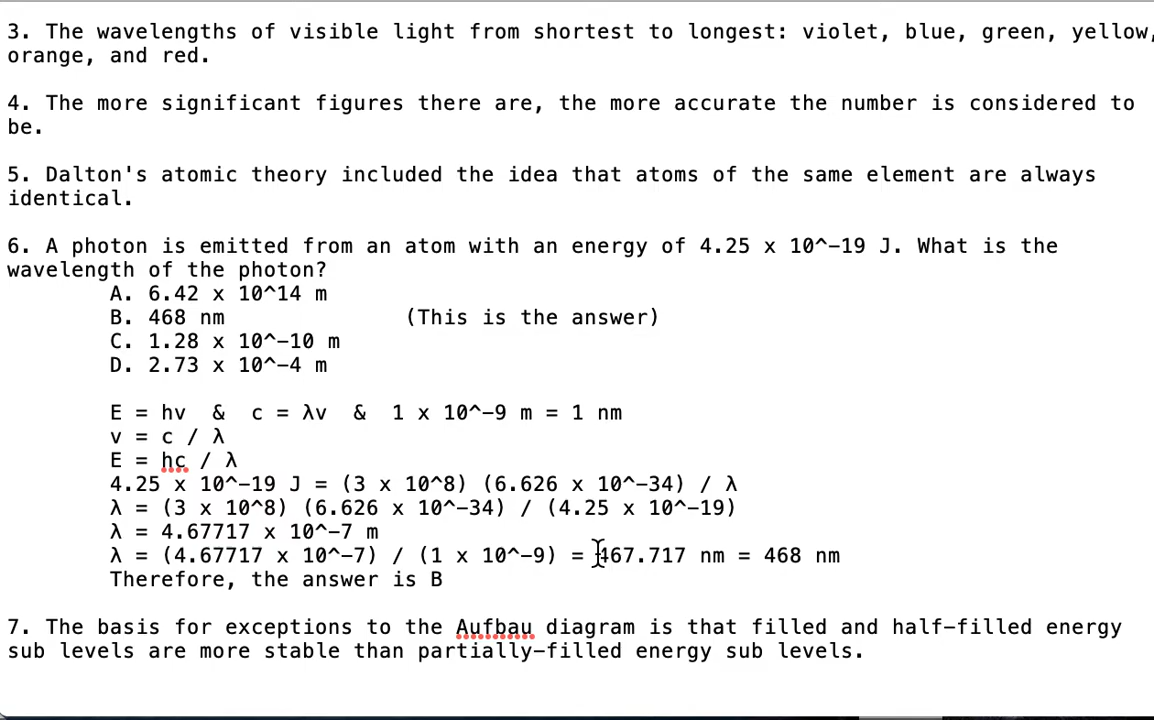 3. The wavelengths of visible light from shortest to longest: violet, blue, green, yellow,
orange, and red.
4. The more significant figures there are, the more accurate the number is considered to
be.
5. Dalton's atomic theory included the idea that atoms of the same element are always
identical.
6. A photon is emitted from an atom with an energy of 4.25 x 10^-19 J. What is the
wavelength of the photon?
A. 6.42 x 10^14 m
B. 468 nm (This is the answer)
C. 1.28 x 10^-10 m
D. 2.73 x 10^-4 m
E = hv & c = λv & 1 x 10^-9 m = 1 nm
v = c / λ
E = hc / λ
4.25 x 10^-19 J = (3 x 10^8) (6.626 x 10^-34) / λ
λ = (3 x 10^8) (6.626 x 10^-34) / (4.25 x 10^-19)
λ = 4.67717 x 10^-7 m
λ = (4.67717 x 10^-7) / (1 x 10^-9) = 467.717 nm = 468 nm
Therefore, the answer is B
7. The basis for exceptions to the Aufbau diagram is that filled and half-filled energy
sub levels are more stable than partially-filled energy sub levels.